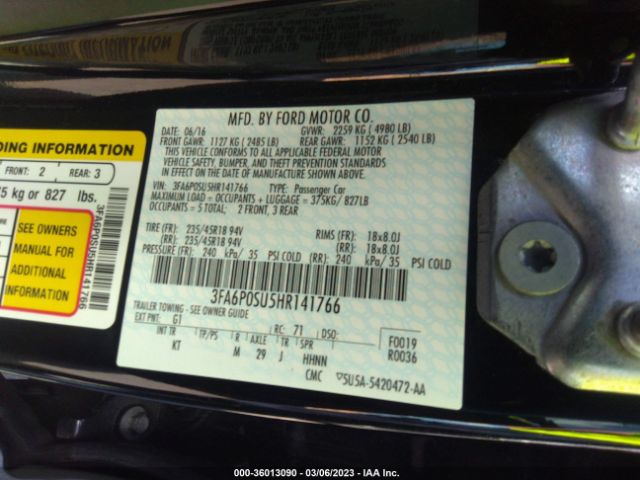 MFD. BY FORD MOTOR CO.
06/16 GVWR: 2259 KG ( 4980 LB)
FRONT GAWR: 1127 KG ( 2485 LB) REAR GAWR: 1152 KG ( 2540 LB)
THIS VEHICLE CONFORMS TO ALL APPLICABLE FEDERAL MOTOR
VEHICLE SAFETY, BUMPER, AND THEFT PREVENTION STANDARDS
IN EFFECT ON THE DATE OF MANUFACTURE SHOWN ABOVE.
VIN: 3FA6P0SU5HR141766 TYPE: Passenger Car
MAXIMUM LOAD = OCCUPANTS + LUGGAGE = 375KG/ 827LB
OCCUPANTS = 5 TOTAL: 2 FRONT, 3 REAR
TIRE (FR): 235/45R18 94V RIMS (FR): 18x8.0J
(RR): 235/45R18 94V (RR): 18x8.0J
PRESSURE (FR): 240 kPa/ 35 PSI COLD (RR): 240 kPa/ 35 PSI COLD
3FA6P0SU5HR141766
TRAILER TOWING - SEE OWNER GUIDE
EXT PNT: G1 RC: 71 DSO:
INT TR TP/PS R AXLE TR SPR
KT M 29 J HHNN
F0019
R0036
CMC 5USA-5420472-AA
FRONT: 2 REAR: 3
5 kg or 827 lbs.
SEE OWNERS
MANUAL FOR
ADDITIONAL
INFORMATION
3FA6P0SU5HR141766
000-36013090 - 03/06/2023 - IAA Inc.